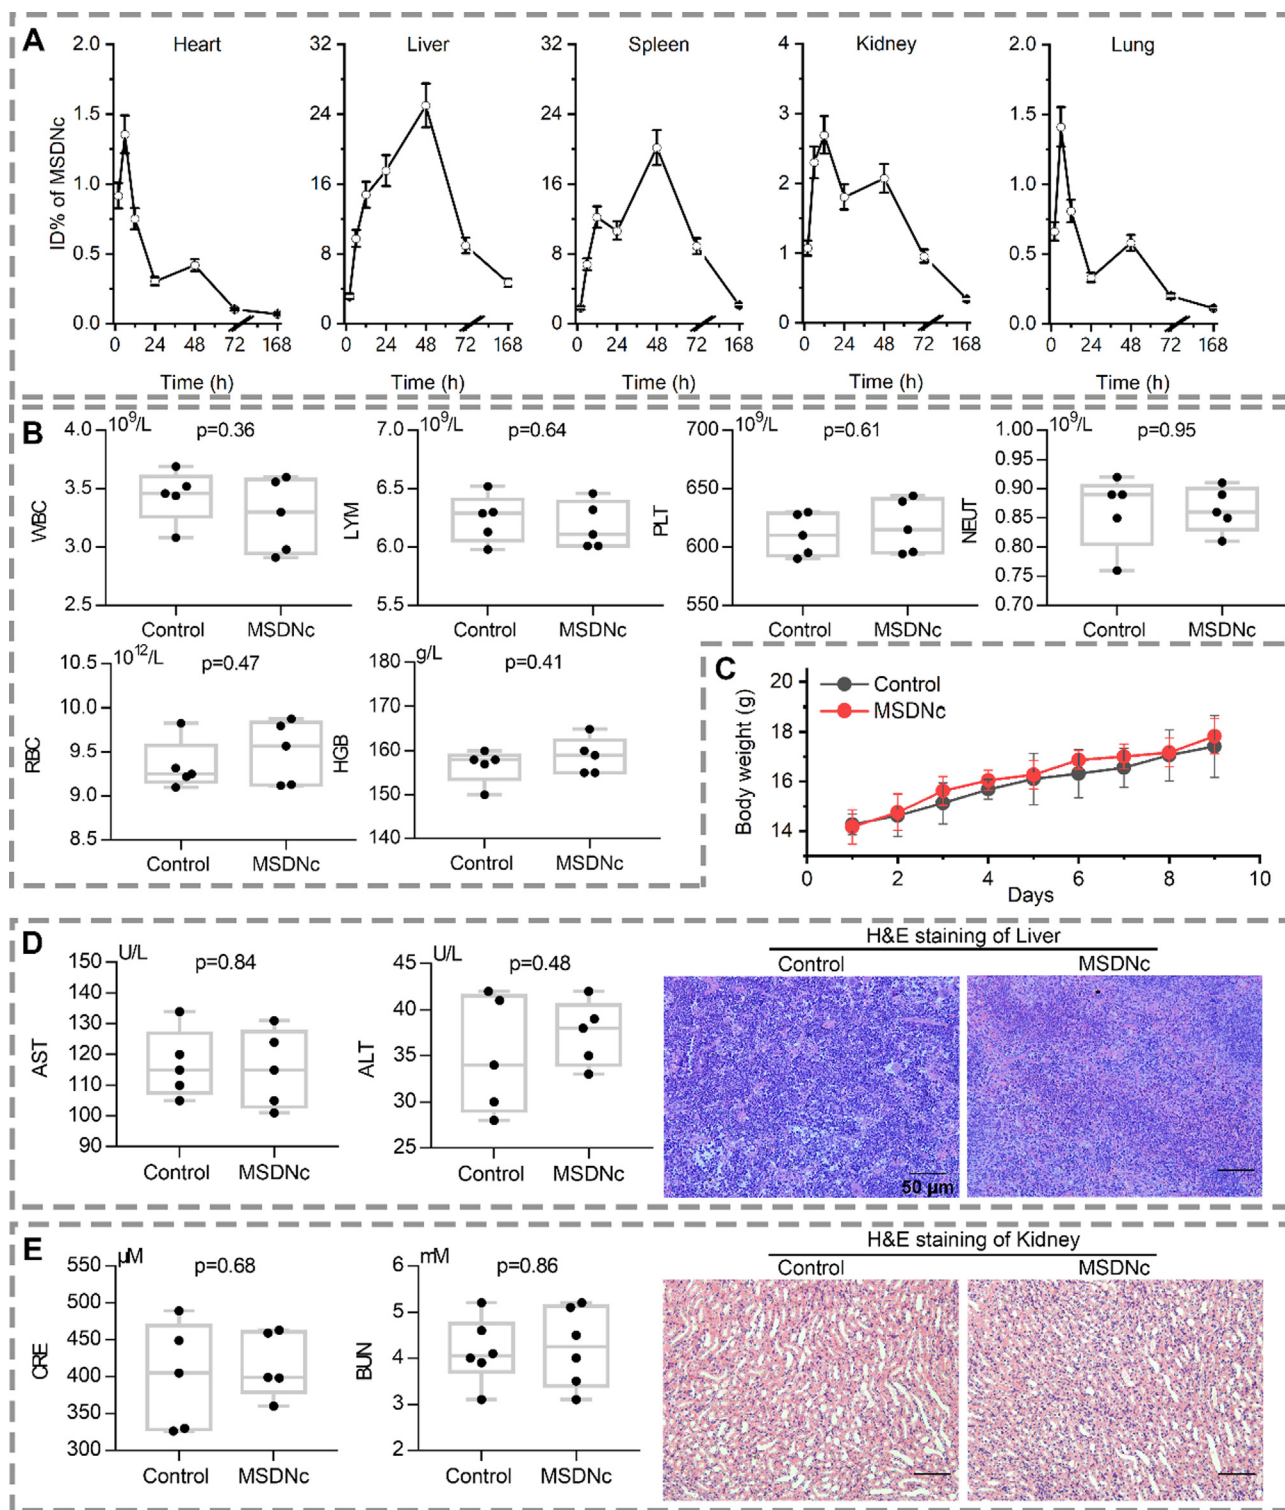 A
Heart
Liver
Spleen
Kidney
Lung
ID% of MSDNc
2.0
1.5
1.0
0.5
0.0
0 24 48 72 168
Time (h)
32
24
16
8
0
0 24 48 72 168
Time (h)
32
24
16
8
0
0 24 48 72 168
Time (h)
4
3
2
1
0
0 24 48 72 168
Time (h)
2.0
1.5
1.0
0.5
0.0
0 24 48 72 168
Time (h)
B
WBC
10⁹/L
p=0.36
4.0
3.5
3.0
2.5
Control MSDNc
LYM
10⁹/L
p=0.64
7.0
6.5
6.0
5.5
Control MSDNc
PLT
10⁹/L
p=0.61
700
650
600
550
Control MSDNc
NEUT
10⁹/L
p=0.95
1.00
0.95
0.90
0.85
0.80
0.75
0.70
Control MSDNc
RBC
10¹²/L
p=0.47
10.5
10.0
9.5
9.0
8.5
Control MSDNc
HGB
g/L
p=0.41
180
170
160
150
140
Control MSDNc
C
Body weight (g)
Control
MSDNc
20
18
16
14
0 2 4 6 8 10
Days
D
AST
U/L
p=0.84
150
140
130
120
110
100
90
Control MSDNc
ALT
U/L
p=0.48
45
40
35
30
25
Control MSDNc
H&E staining of Liver
Control MSDNc
50 µm
E
CRE
µM
p=0.68
550
500
450
400
350
300
Control MSDNc
BUN
mM
p=0.86
6
5
4
3
2
Control MSDNc
H&E staining of Kidney
Control MSDNc